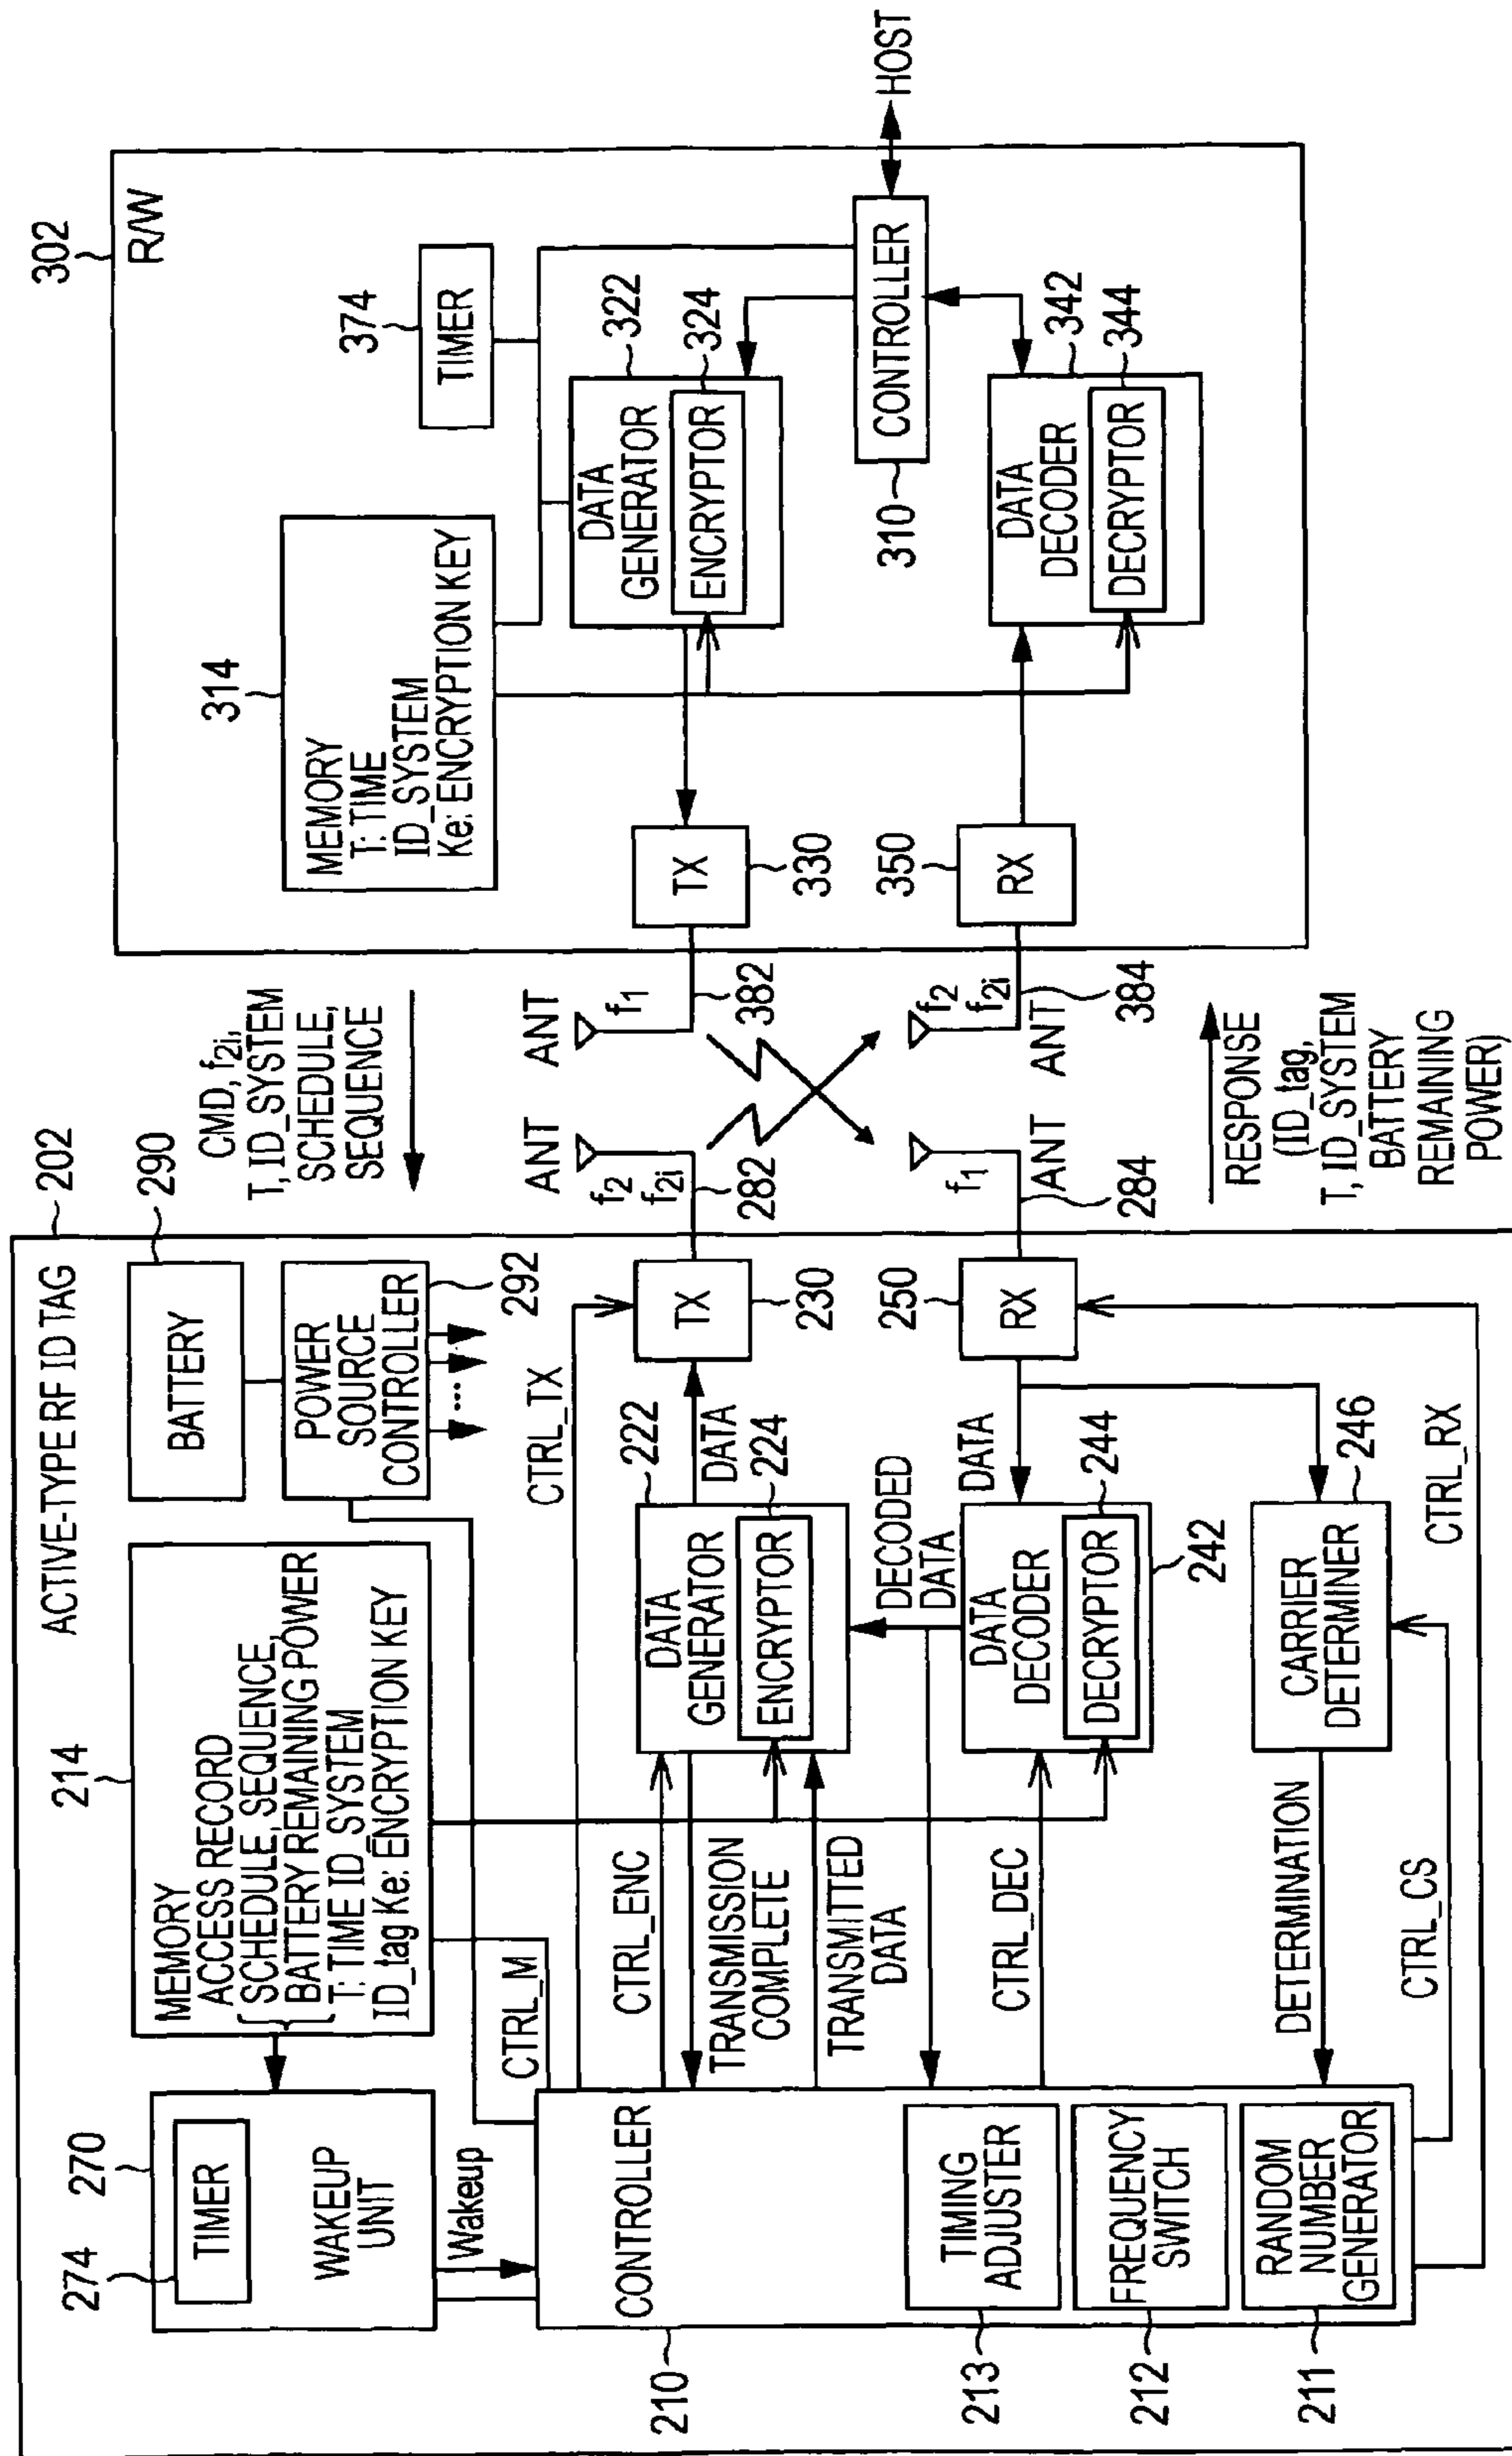 ACTIVE-TYPE RF ID TAG
202
270
274
TIMER
WAKEUP
UNIT
Wakeup
214
MEMORY
ACCESS RECORD
SCHEDULE, SEQUENCE,
BATTERY REMAINING POWER
T: TIME ID_SYSTEM
ID_tag Ke: ENCRYPTION KEY
BATTERY
290
POWER
SOURCE
CONTROLLER
292
...
CTRL_M
CTRL_TX
210
CONTROLLER
TIMING
ADJUSTER
213
FREQUENCY
SWITCH
212
RANDOM
NUMBER
GENERATOR
211
CTRL_ENC
TRANSMISSION
COMPLETE
TRANSMITTED
DATA
CTRL_DEC
DETERMINATION
CTRL_CS
CTRL_RX
DATA
GENERATOR
222
ENCRYPTOR
224
DATA
DECODED
DATA
DATA
DECODER
DECRYPTOR
244
242
DATA
CARRIER
DETERMINER
246
TX
230
RX
250
CMD, f2i,
T, ID_SYSTEM
SCHEDULE,
SEQUENCE
ANT
f2
f2i
282
ANT
f1
382
f1
ANT
284
f2
f2i
ANT
384
RESPONSE
(ID_tag,
T, ID_SYSTEM
BATTERY
REMAINING
POWER)
302
R/W
314
MEMORY
T: TIME
ID_SYSTEM
Ke: ENCRYPTION KEY
374
TIMER
TX
330
RX
350
DATA
GENERATOR
322
ENCRYPTOR
324
CONTROLLER
310
HOST
DATA
DECODER
342
DECRYPTOR
344